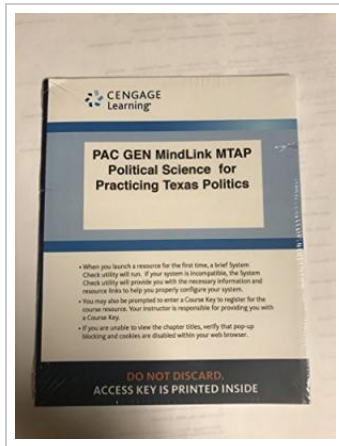 CENGAGE
Learning®
PAC GEN MindLink MTAP
Political Science for
Practicing Texas Politics
• When you launch a resource for the first time, a brief System
Check utility will run. If your system is incompatible, the System
Check utility will provide you with the necessary information and
resource links to help you properly configure your system.
• You may also be prompted to enter a Course Key to register for the
course resource. Your instructor is responsible for providing you with
a Course Key.
• If you are unable to view the chapter titles, verify that pop-up
blocking and cookies are disabled within your web browser.
DO NOT DISCARD.
ACCESS KEY IS PRINTED INSIDE